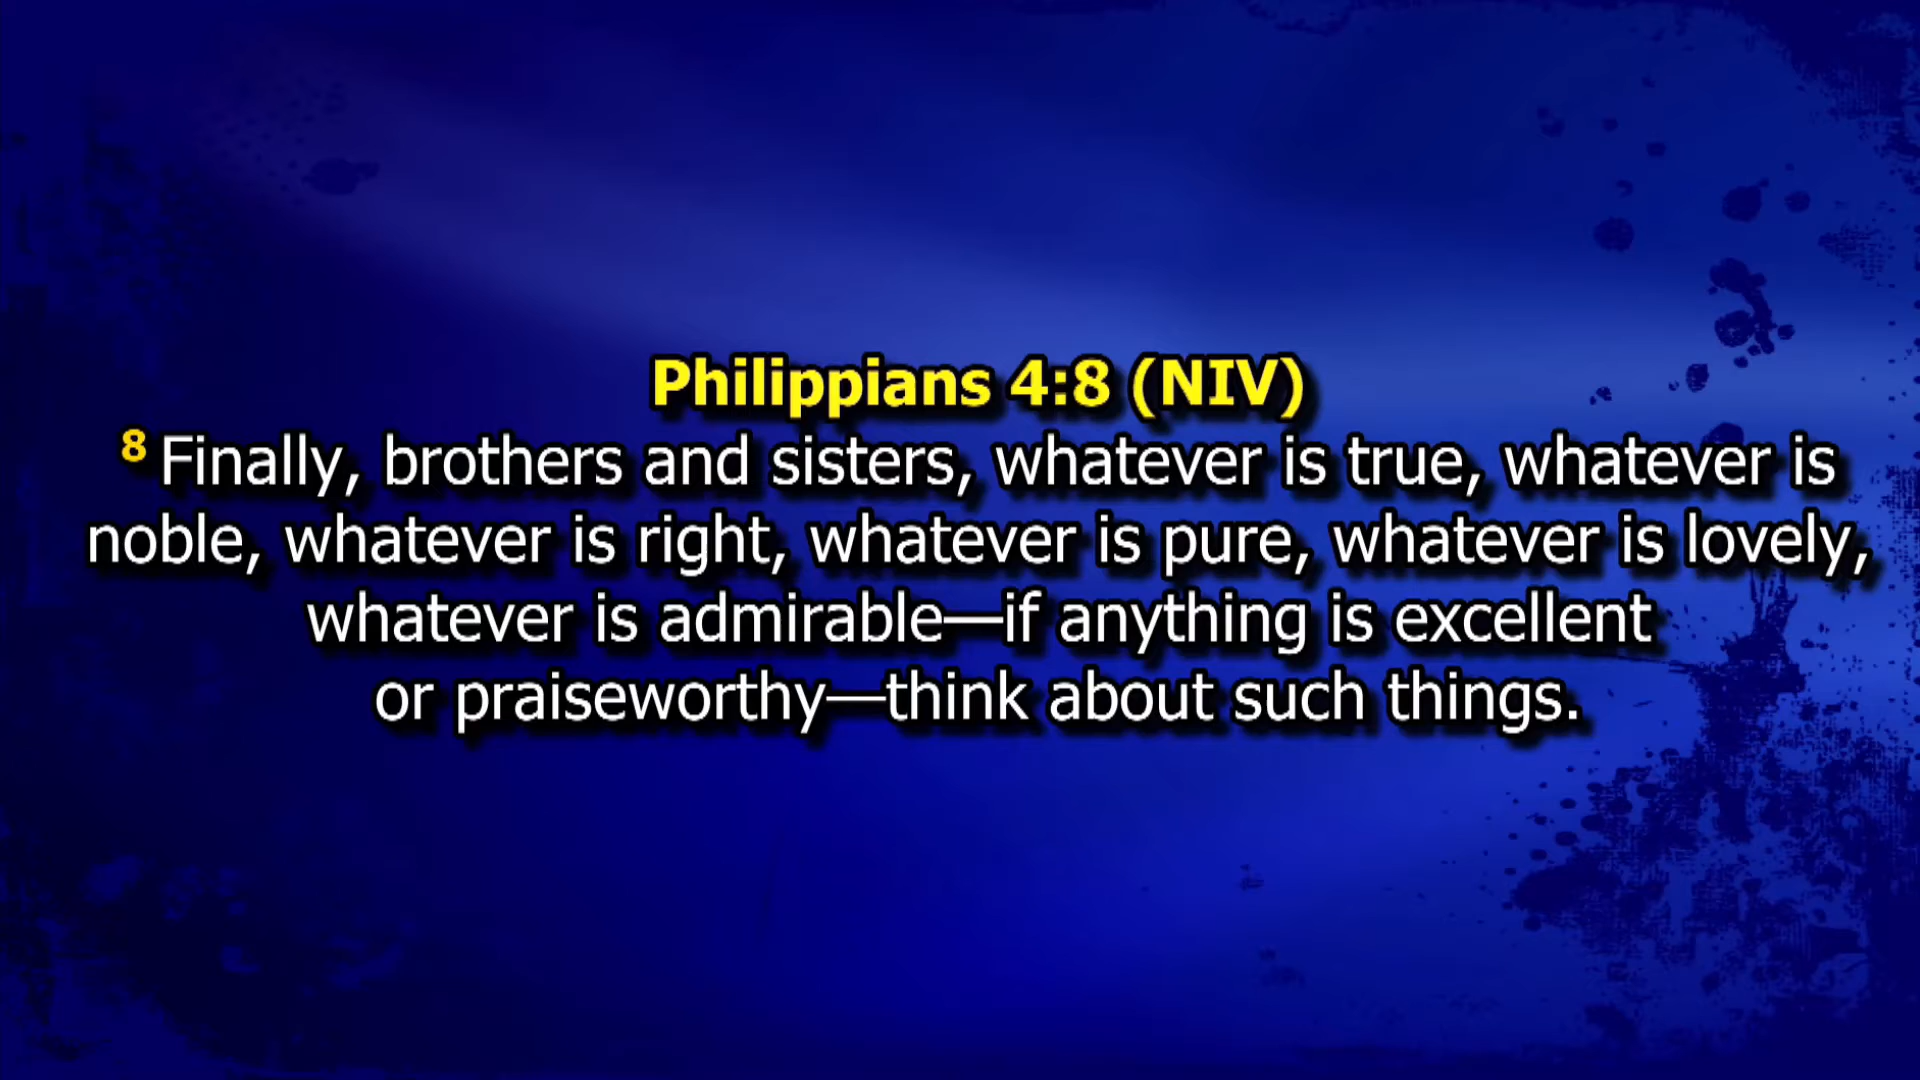 Philippians 4:8 (NIV)
8 Finally, brothers and sisters, whatever is true, whatever is
noble, whatever is right, whatever is pure, whatever is lovely,
whatever is admirable—if anything is excellent
or praiseworthy—think about such things.